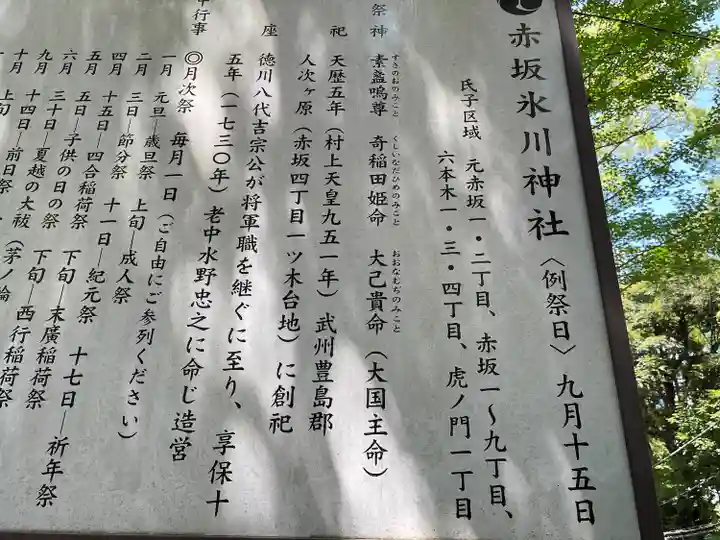 赤坂氷川神社〈例祭日〉九月十五日
氏子区域 元赤坂一・二丁目、赤坂一〜九丁目、
六本木一・三・四丁目、虎ノ門一丁目
祭神 素盞嗚尊 奇稲田姫命 大己貴命(大国主命)
すさのおのみこと くしいなだひめのみこと おおなむぢのみこと
祀 天歴五年(村上天皇九五一年)武州豊島郡
人次ヶ原(赤坂四丁目一ツ木台地)に創祀
座 徳川八代吉宗公が将軍職を継ぐに至り、享保十
五年(一七三〇年)老中水野忠之に命じ造営
行事 ◎月次祭 毎月一日(ご自由にご参列ください)
一月 元旦―歳旦祭 上旬―成人祭
二月 三日―節分祭 十一日―紀元祭 十七日―祈年祭
四月 十五日―四合稲荷祭
五月 五日―子供の日の祭 下旬―末廣稲荷祭
六月 三十日―夏越の大祓(茅ノ輪
九月 十四日―前日祭 下旬―西行稲荷祭
十月 上旬